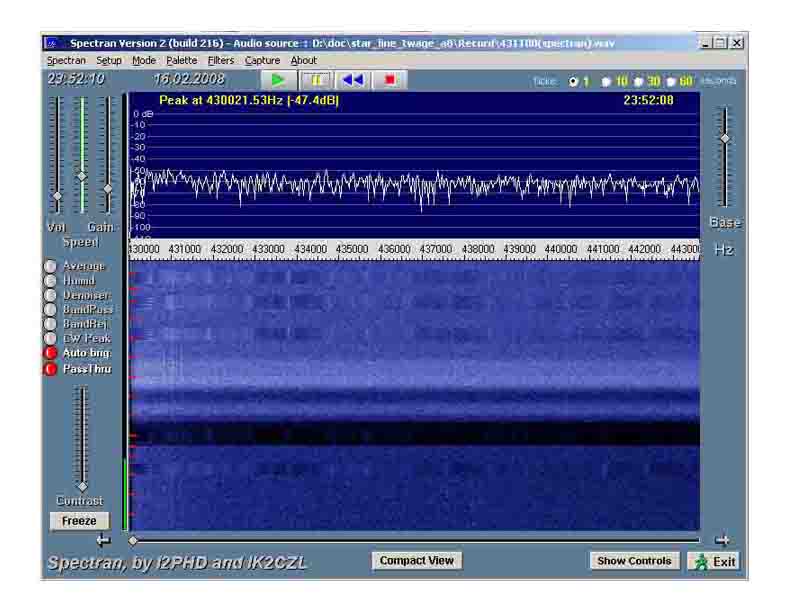 Spectran Version 2 (build 216) - Audio source : D:\doc\star_line_twage_a8\Record\431100(spectran).wav
Spectran Setup Mode Palette Filters Capture About
23:52:10 16.02.2008 Ticks: 1 10 30 60 seconds
Peak at 430021.53Hz [-47.4dB] 23:52:08
0 dB
-10
-20
-30
-40
-50
-80
-90
-100
Vol Gain
Speed
Base
430000 431000 432000 433000 434000 435000 436000 437000 438000 439000 440000 441000 442000 443000
Hz
Average
Humd
Denoiser
BandPass
BandRej
CW Peak
Auto brig.
PassThru
Contrast
Freeze
Spectran, by I2PHD and IK2CZL
Compact View
Show Controls
Exit